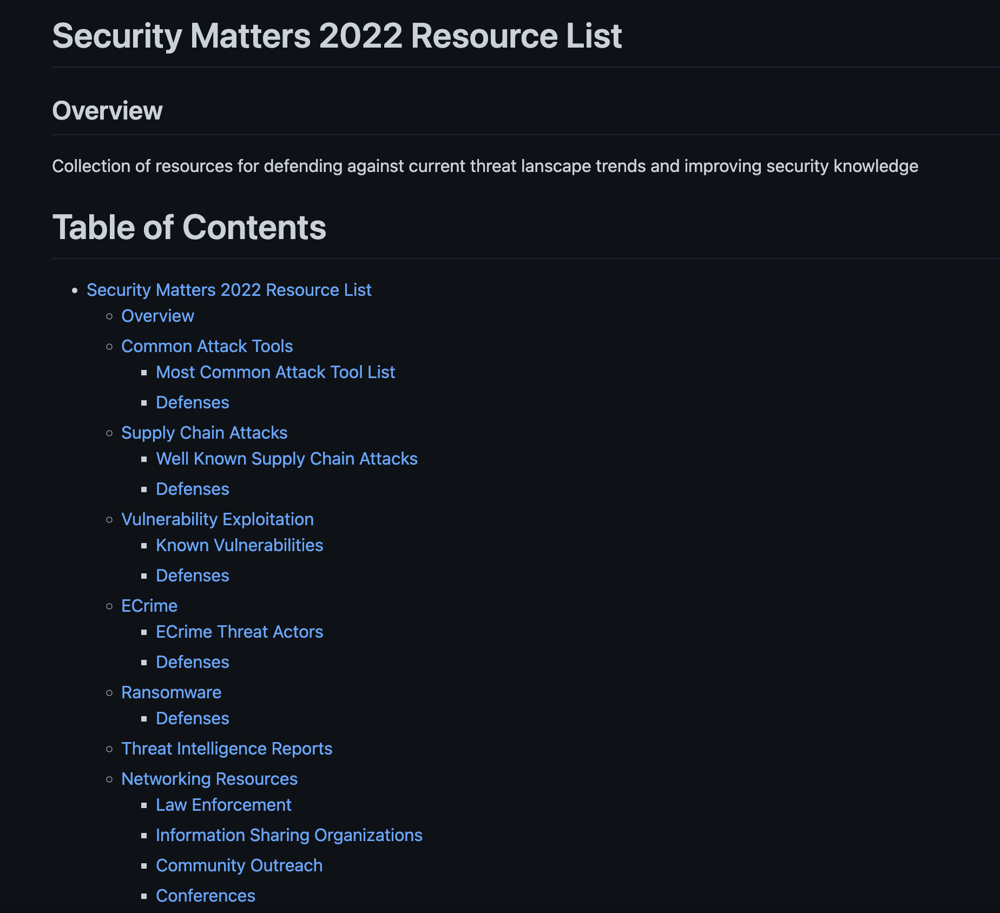 Security Matters 2022 Resource List
Overview
Collection of resources for defending against current threat lanscape trends and improving security knowledge
Table of Contents
Security Matters 2022 Resource List
Overview
Common Attack Tools
Most Common Attack Tool List
Defenses
Supply Chain Attacks
Well Known Supply Chain Attacks
Defenses
Vulnerability Exploitation
Known Vulnerabilities
Defenses
ECrime
ECrime Threat Actors
Defenses
Ransomware
Defenses
Threat Intelligence Reports
Networking Resources
Law Enforcement
Information Sharing Organizations
Community Outreach
Conferences